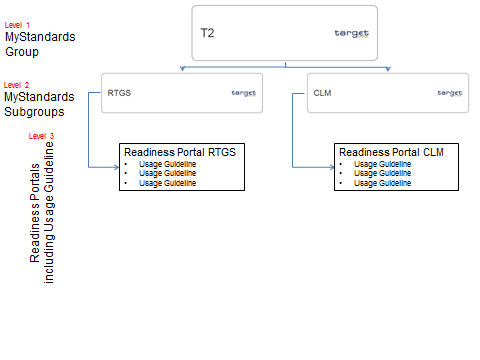 Level 1
MyStandards
Group
T2
target
Level 2
MyStandards
Subgroups
RTGS
target
CLM
target
Level 3
Readiness Portals
including Usage Guideline
Readiness Portal RTGS
• Usage Guideline
• Usage Guideline
• Usage Guideline
Readiness Portal CLM
• Usage Guideline
• Usage Guideline
• Usage Guideline